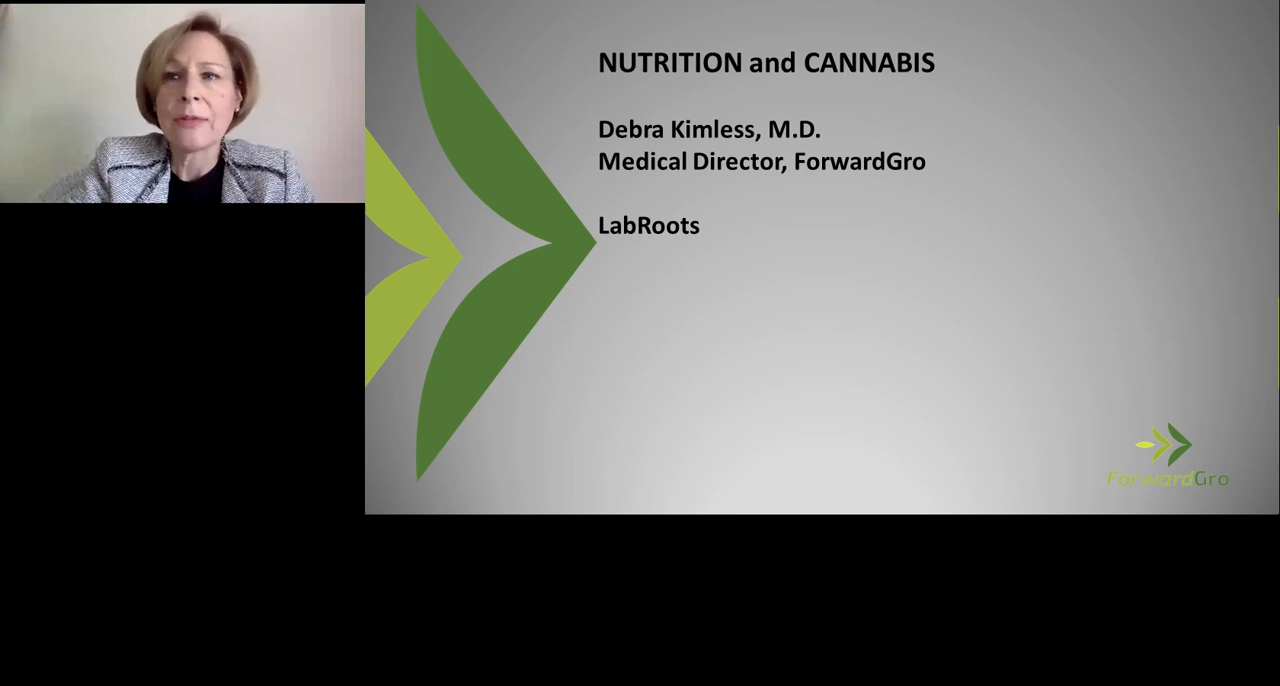 NUTRITION and CANNABIS
Debra Kimless, M.D.
Medical Director, ForwardGro
LabRoots
ForwardGro